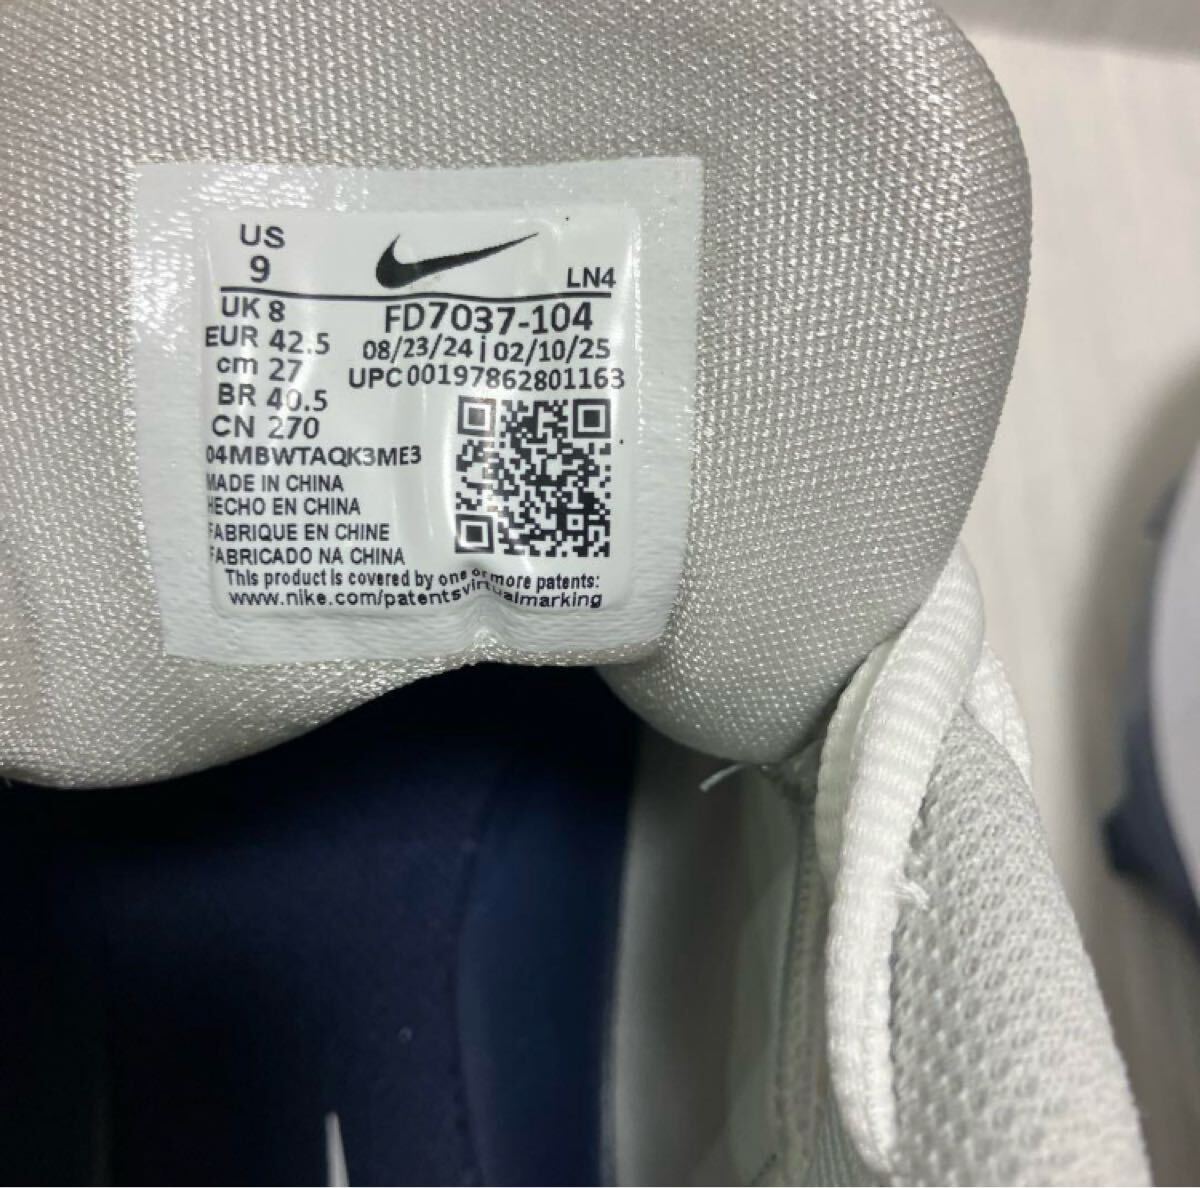 US
9
LN4
UK 8
FD7037-104
EUR 42.5
08/23/24 | 02/10/25
cm 27
UPC 00197862801163
BR 40.5
CN 270
04MBWTAQK3ME3
MADE IN CHINA
HECHO EN CHINA
FABRIQUE EN CHINE
FABRICADO NA CHINA
This product is covered by one or more patents:
www.nike.com/patentsvirtualmarking